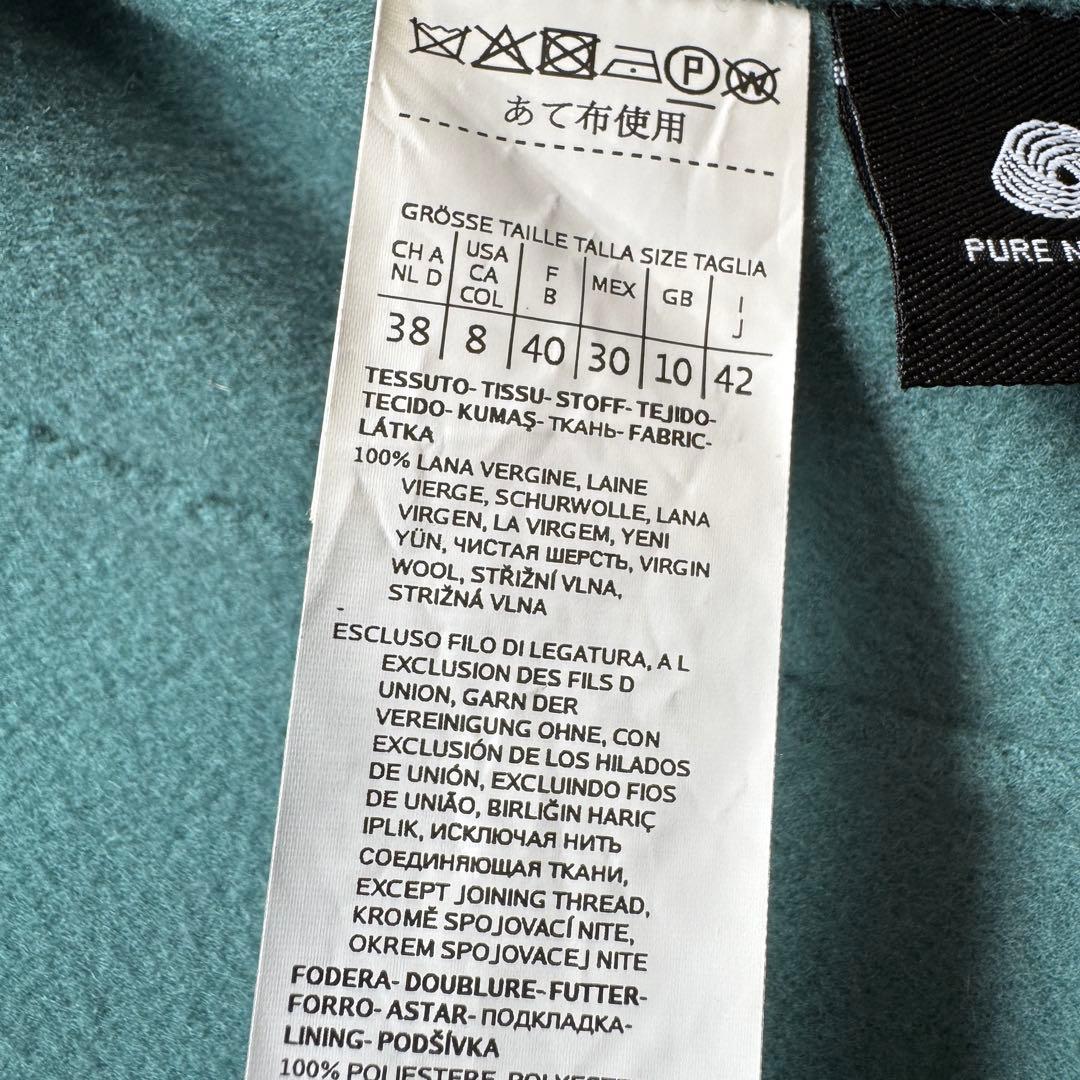 P W
あて布使用
GRÖSSE TAILLE TALLA SIZE TAGLIA
CH A NL D USA CA COL F B MEX GB I J
38 8 40 30 10 42
TESSUTO- TISSU- STOFF- TEJIDO-
TECIDO- KUMAŞ- ТКАНЬ- FABRIC-
LÁTKA
100% LANA VERGINE, LAINE
VIERGE, SCHURWOLLE, LANA
VIRGEN, LA VIRGEM, YENI
YÜN, ЧИСТАЯ ШЕРСТЬ, VIRGIN
WOOL, STŘIŽNÍ VLNA,
STRIŽNÁ VLNA
ESCLUSO FILO DI LEGATURA, A L
EXCLUSION DES FILS D
UNION, GARN DER
VEREINIGUNG OHNE, CON
EXCLUSIÓN DE LOS HILADOS
DE UNIÓN, EXCLUINDO FIOS
DE UNIÃO, BIRLIĞIN HARIÇ
IPLIK, ИСКЛЮЧАЯ НИТЬ
СОЕДИНЯЮЩАЯ ТКАНИ,
EXCEPT JOINING THREAD,
KROMĚ SPOJOVACÍ NITE,
OKREM SPOJOVACEJ NITE
FODERA- DOUBLURE- FUTTER-
FORRO- ASTAR- ПОДКЛАДКА-
LINING- PODŠÍVKA
100% POLIESTERE,
PURE